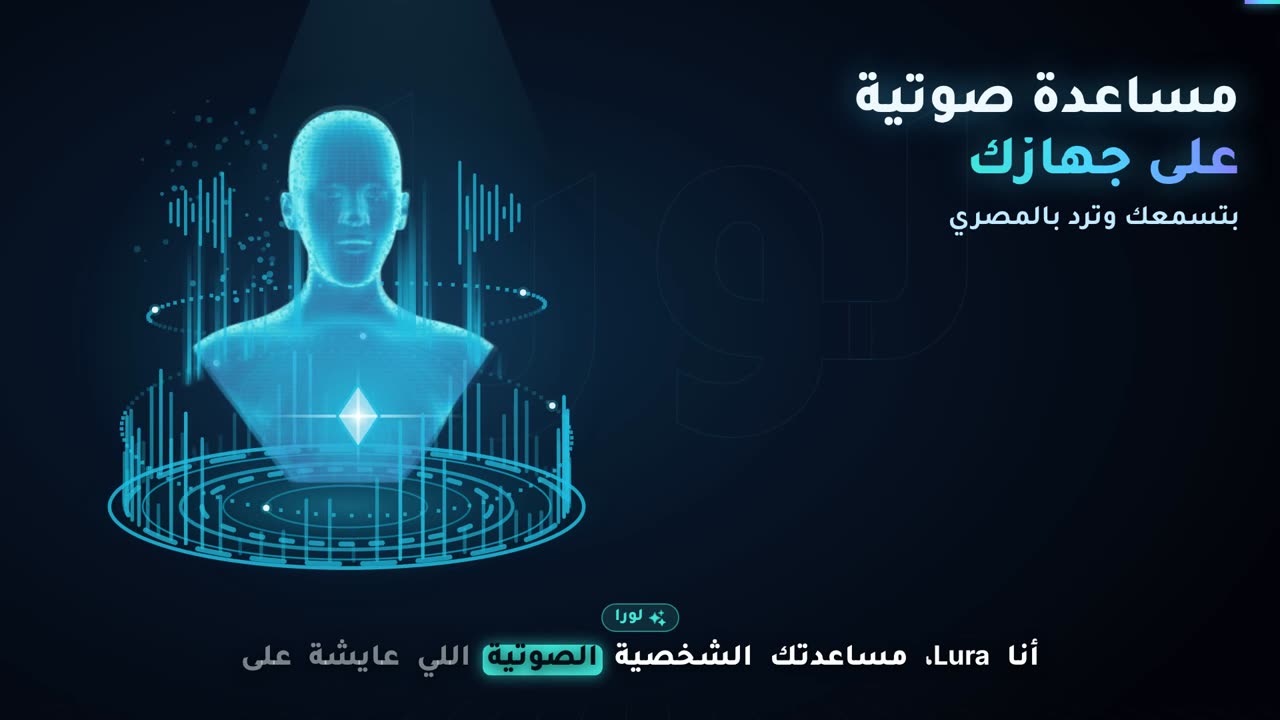 مساعدة صوتية
على جهازك
بتسمعك وترد بالمصري
لورا
أنا Lura، مساعدتك الشخصية الصوتية اللي عايشة على